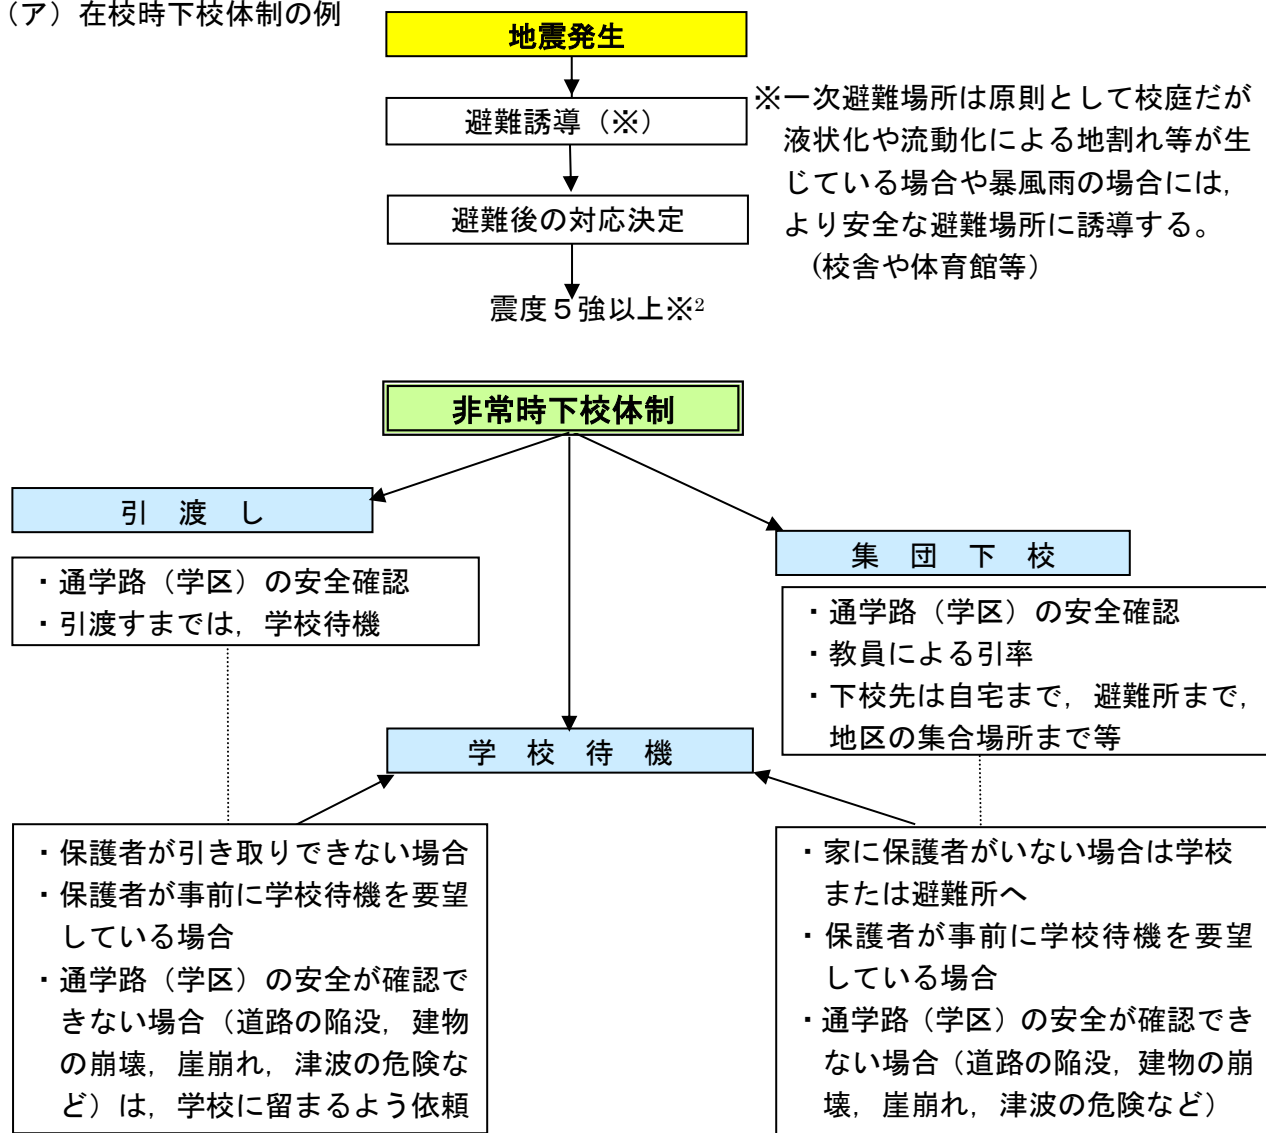 （ア）在校時下校体制の例
地震発生
避難誘導（※）
※一次避難場所は原則として校庭だが
液状化や流動化による地割れ等が生
じている場合や暴風雨の場合には，
より安全な避難場所に誘導する。
(校舎や体育館等）
避難後の対応決定
震度５強以上※2
非常時下校体制
引　渡　し
・通学路（学区）の安全確認
・引渡すまでは，学校待機
集　団　下　校
・通学路（学区）の安全確認
・教員による引率
・下校先は自宅まで，避難所まで，
地区の集合場所まで等
学　校　待　機
・保護者が引き取りできない場合
・保護者が事前に学校待機を要望
している場合
・通学路（学区）の安全が確認で
きない場合（道路の陥没，建物
の崩壊，崖崩れ，津波の危険な
ど）は，学校に留まるよう依頼
・家に保護者がいない場合は学校
または避難所へ
・保護者が事前に学校待機を要望
している場合
・通学路（学区）の安全が確認でき
ない場合（道路の陥没，建物の崩
壊，崖崩れ，津波の危険など）